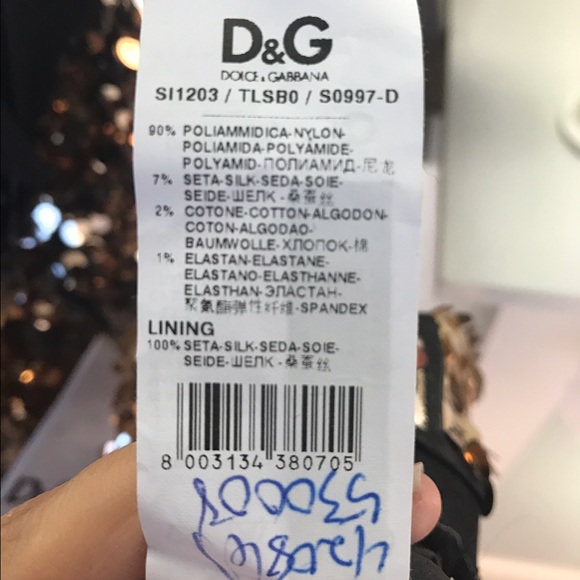 D&G
DOLCE & GABBANA
SI1203 / TLSB0 / S0997-D
90% POLIAMMIDICA-NYLON-
POLIAMIDA-POLYAMIDE-
POLYAMID-ПОЛИАМИД-尼龙
7% SETA-SILK-SEDA-SOIE-
SEIDE-ШЕЛК-桑蚕丝
2% COTONE-COTTON-ALGODON-
COTON-ALGODAO-
BAUMWOLLE-ХЛОПОК-棉
1% ELASTAN-ELASTANE-
ELASTANO-ELASTHANNE-
ELASTHAN-ЭЛАСТАН-
聚氨酯弹性纤维-SPANDEX
LINING
100% SETA-SILK-SEDA-SOIE-
SEIDE-ШЕЛК-桑蚕丝
8 003134 380705